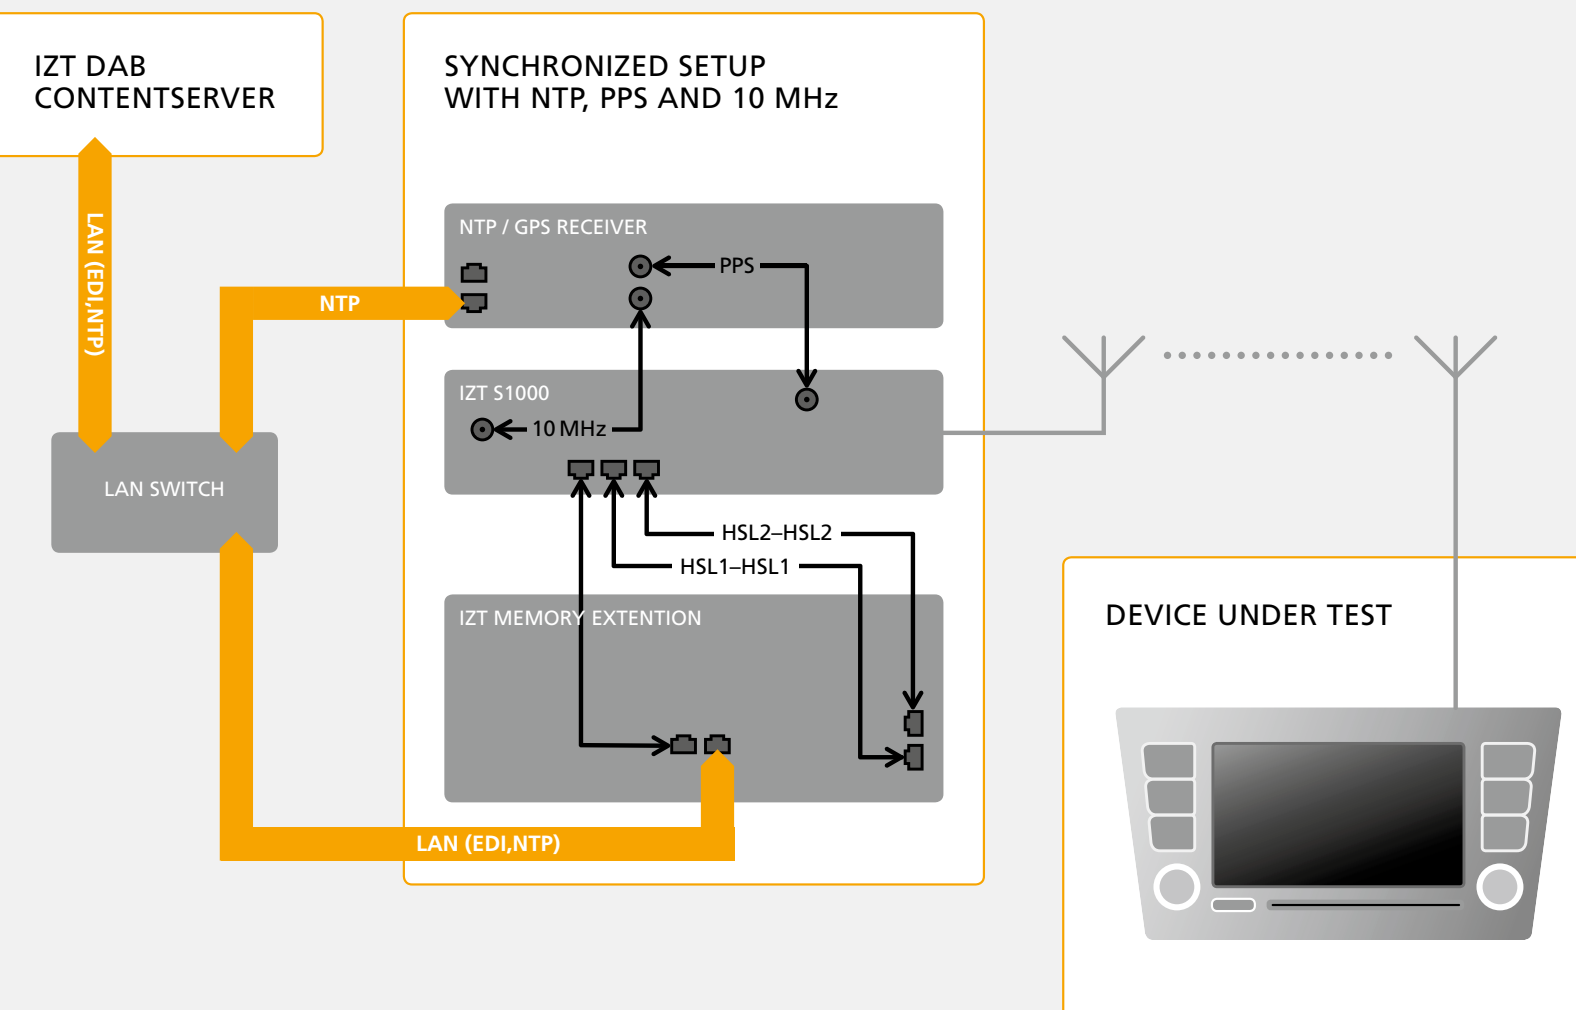 IZT DAB
CONTENTSERVER
SYNCHRONIZED SETUP
WITH NTP, PPS AND 10 MHz
LAN (EDI,NTP)
NTP / GPS RECEIVER
PPS
NTP
IZT S1000
10 MHz
LAN SWITCH
HSL2–HSL2
HSL1–HSL1
IZT MEMORY EXTENTION
DEVICE UNDER TEST
LAN (EDI,NTP)